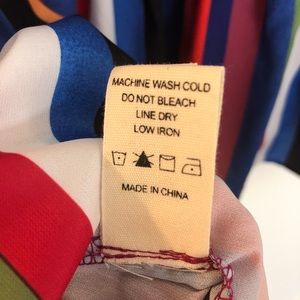 MACHINE WASH COLD
DO NOT BLEACH
LINE DRY
LOW IRON
MADE IN CHINA